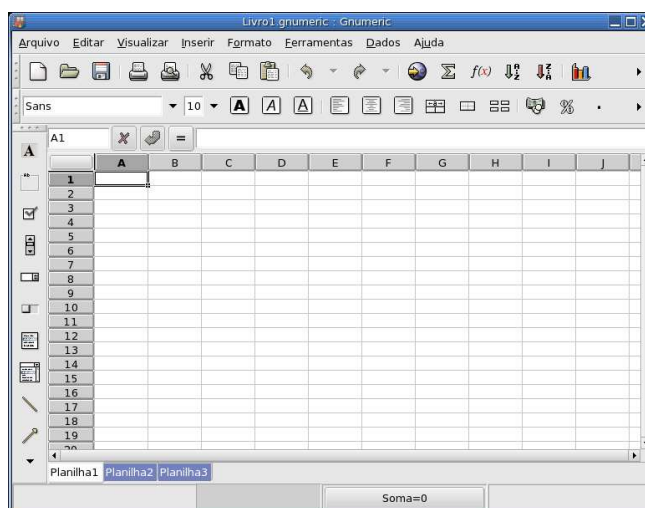 Livro1.gnumeric : Gnumeric
Arquivo Editar Visualizar Inserir Formato Ferramentas Dados Ajuda
f(x)
Sans 10 A A A %
A1 =
A B C D E F G H I J
1
2
3
4
5
6
7
8
9
10
11
12
13
14
15
16
17
18
19
20
Planilha1 Planilha2 Planilha3
Soma=0